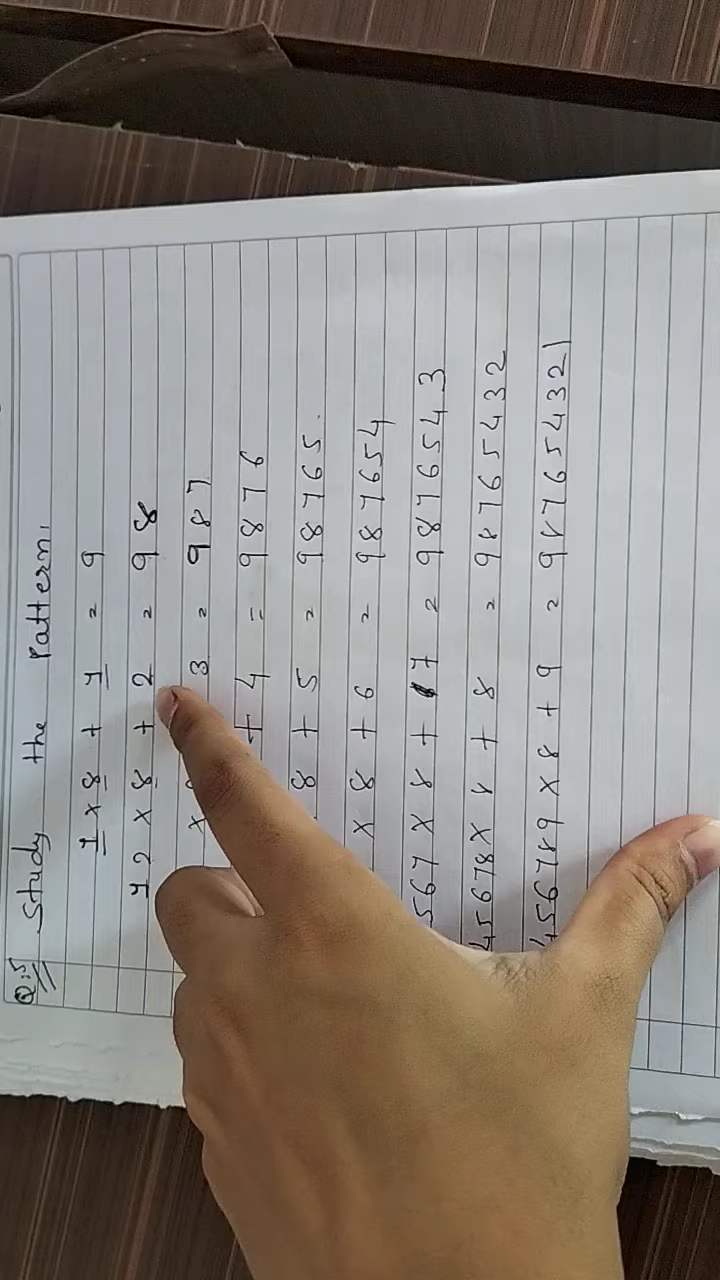 Q:5 Study the Pattern.
1 x 8 + 1 = 9
12 x 8 + 2 = 98
x 3 = 987
+ 4 = 9876
8 + 5 = 98765.
x 8 + 6 = 987654
567 x 8 + 7 = 9876543
45678 x 8 + 8 = 98765432
456789 x 8 + 9 = 987654321